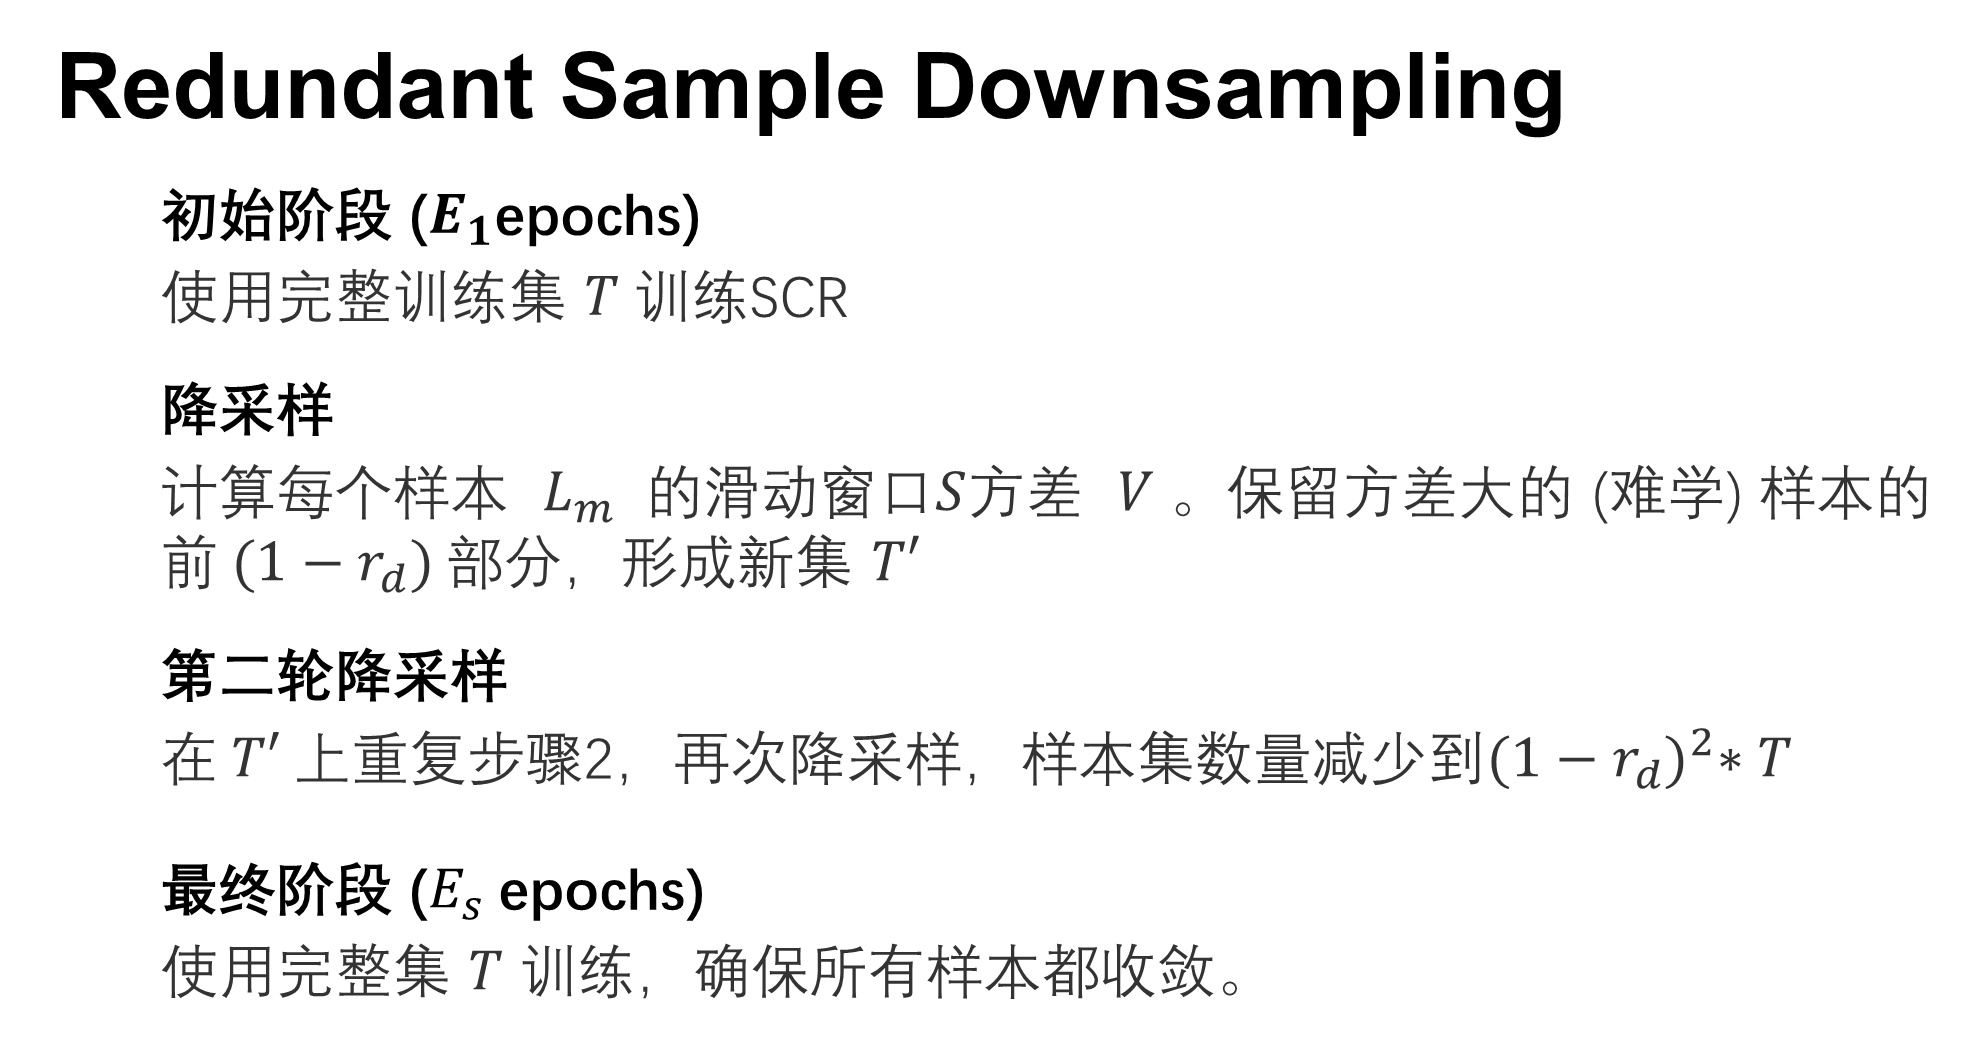 Redundant Sample Downsampling
初始阶段 (E₁epochs)
使用完整训练集 T 训练SCR
降采样
计算每个样本 Lₘ 的滑动窗口S方差 V 。保留方差大的 (难学) 样本的
前 (1 − r_d) 部分，形成新集 T′
第二轮降采样
在 T′ 上重复步骤2，再次降采样，样本集数量减少到(1 − r_d)²∗ T
最终阶段 (Eₛ epochs)
使用完整集 T 训练，确保所有样本都收敛。